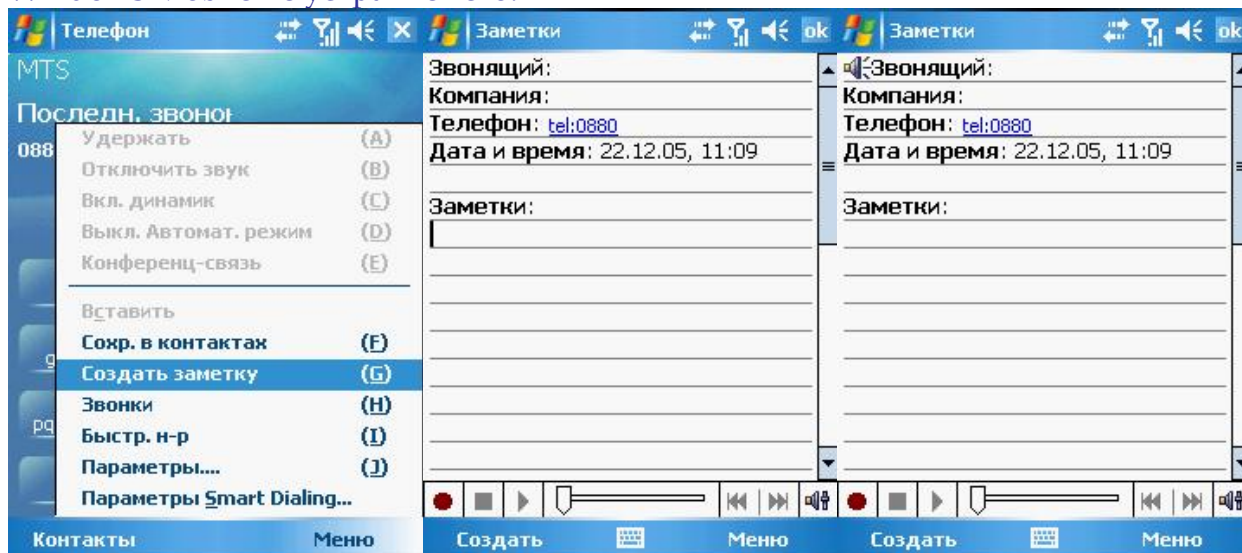 Телефон
MTS
Последн. звонок
088
Удержать (A)
Отключить звук (B)
Вкл. динамик (C)
Выкл. Автомат. режим (D)
Конференц-связь (E)
Вставить
Сохр. в контактах (F)
Создать заметку (G)
Звонки (H)
Быстр. н-р (I)
Параметры.... (J)
Параметры Smart Dialing...
g
pq
Контакты Меню
Заметки ok
Звонящий:
Компания:
Телефон: tel:0880
Дата и время: 22.12.05, 11:09
Заметки:
Создать Меню
Заметки ok
Звонящий:
Компания:
Телефон: tel:0880
Дата и время: 22.12.05, 11:09
Заметки:
Создать Меню